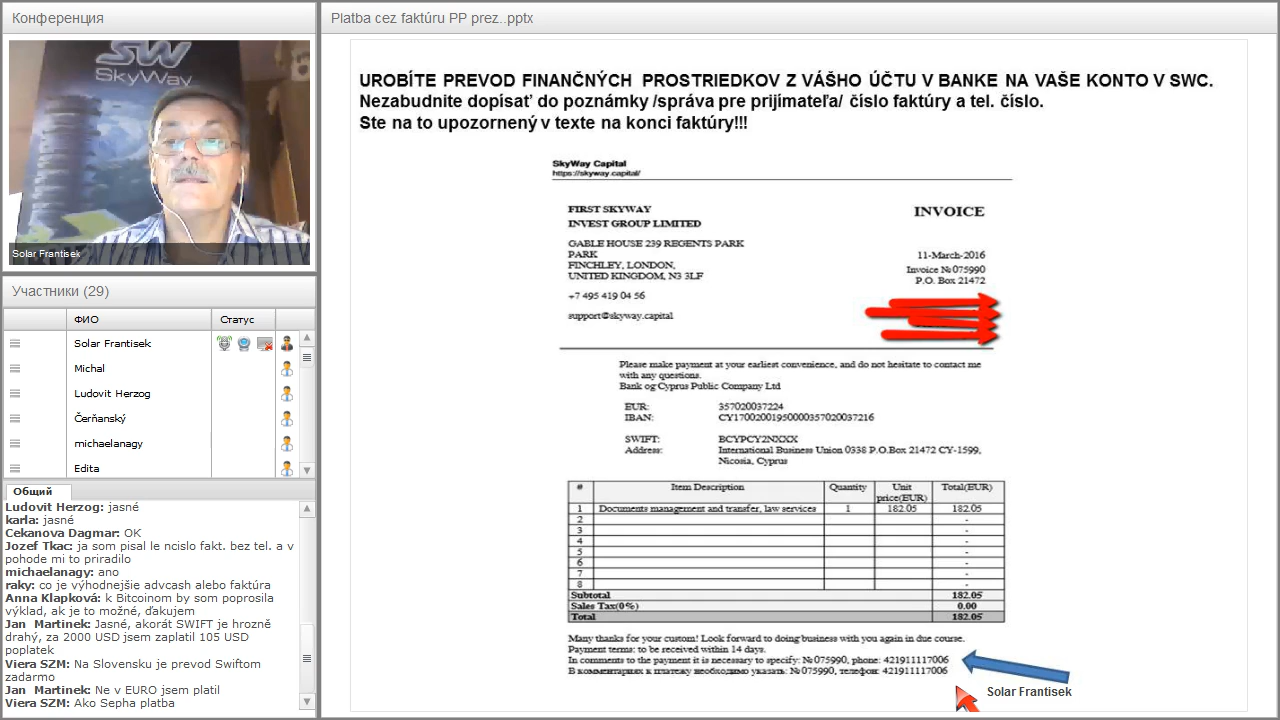 Конференция
SW
SkyWay
Solar Frantisek
Участники (29)
ФИО Статус
Solar Frantisek
Michal
Ludovit Herzog
Čerňanský
michaelanagy
Edita
Общий
Ludovit Herzog: jasné
karla: jasné
Cekanova Dagmar: OK
Jozef Tkac: ja som pisal le ncislo fakt. bez tel. a v
pohode mi to priradilo
michaelanagy: ano
raky: co je výhodnejšie advcash alebo faktúra
Anna Klapková: k Bitcoinom by som poprosila
výklad, ak je to možné, ďakujem
Jan Martinek: Jasné, akorát SWIFT je hrozně
drahý, za 2000 USD jsem zaplatil 105 USD
poplatek
Viera SZM: Na Slovensku je prevod Swiftom
zadarmo
Jan Martinek: Ne v EURO jsem platil
Viera SZM: Ako Sepha platba
Platba cez faktúru PP prez..pptx
UROBÍTE PREVOD FINANČNÝCH PROSTRIEDKOV Z VÁŠHO ÚČTU V BANKE NA VAŠE KONTO V SWC.
Nezabudnite dopísať do poznámky /správa pre prijímateľa/ číslo faktúry a tel. číslo.
Ste na to upozornený v texte na konci faktúry!!!
SkyWay Capital
https://skyway.capital/
FIRST SKYWAY
INVEST GROUP LIMITED
GABLE HOUSE 239 REGENTS PARK
PARK
FINCHLEY, LONDON,
UNITED KINGDOM, N3 3LF
+7 495 419 04 56
support@skyway.capital
INVOICE
11-March-2016
Invoice №075990
P.O. Box 21472
Please make payment at your earliest convenience, and do not hesitate to contact me
with any questions.
Bank og Cyprus Public Company Ltd
EUR: 357020037224
IBAN: CY17002001950000357020037216
SWIFT: BCYPCY2NXXX
Address: International Business Union 0338 P.O.Box 21472 CY-1599,
Nicosia, Cyprus
# Item Description Quantity Unit price(EUR) Total(EUR)
1 Documents management and transfer, law services 1 182.05 182.05
2 -
3 -
4 -
5 -
6 -
7 -
8 -
Subtotal 182.05
Sales Tax(0%) 0,00
Total 182.05
Many thanks for your custom! Look forward to doing business with you again in due course.
Payment terms: to be received within 14 days.
In comments to the payment it is necessary to specify: №075990, phone: 421911117006
В комментариях к платежу необходимо указать: №075990, телефон: 421911117006
Solar Frantisek